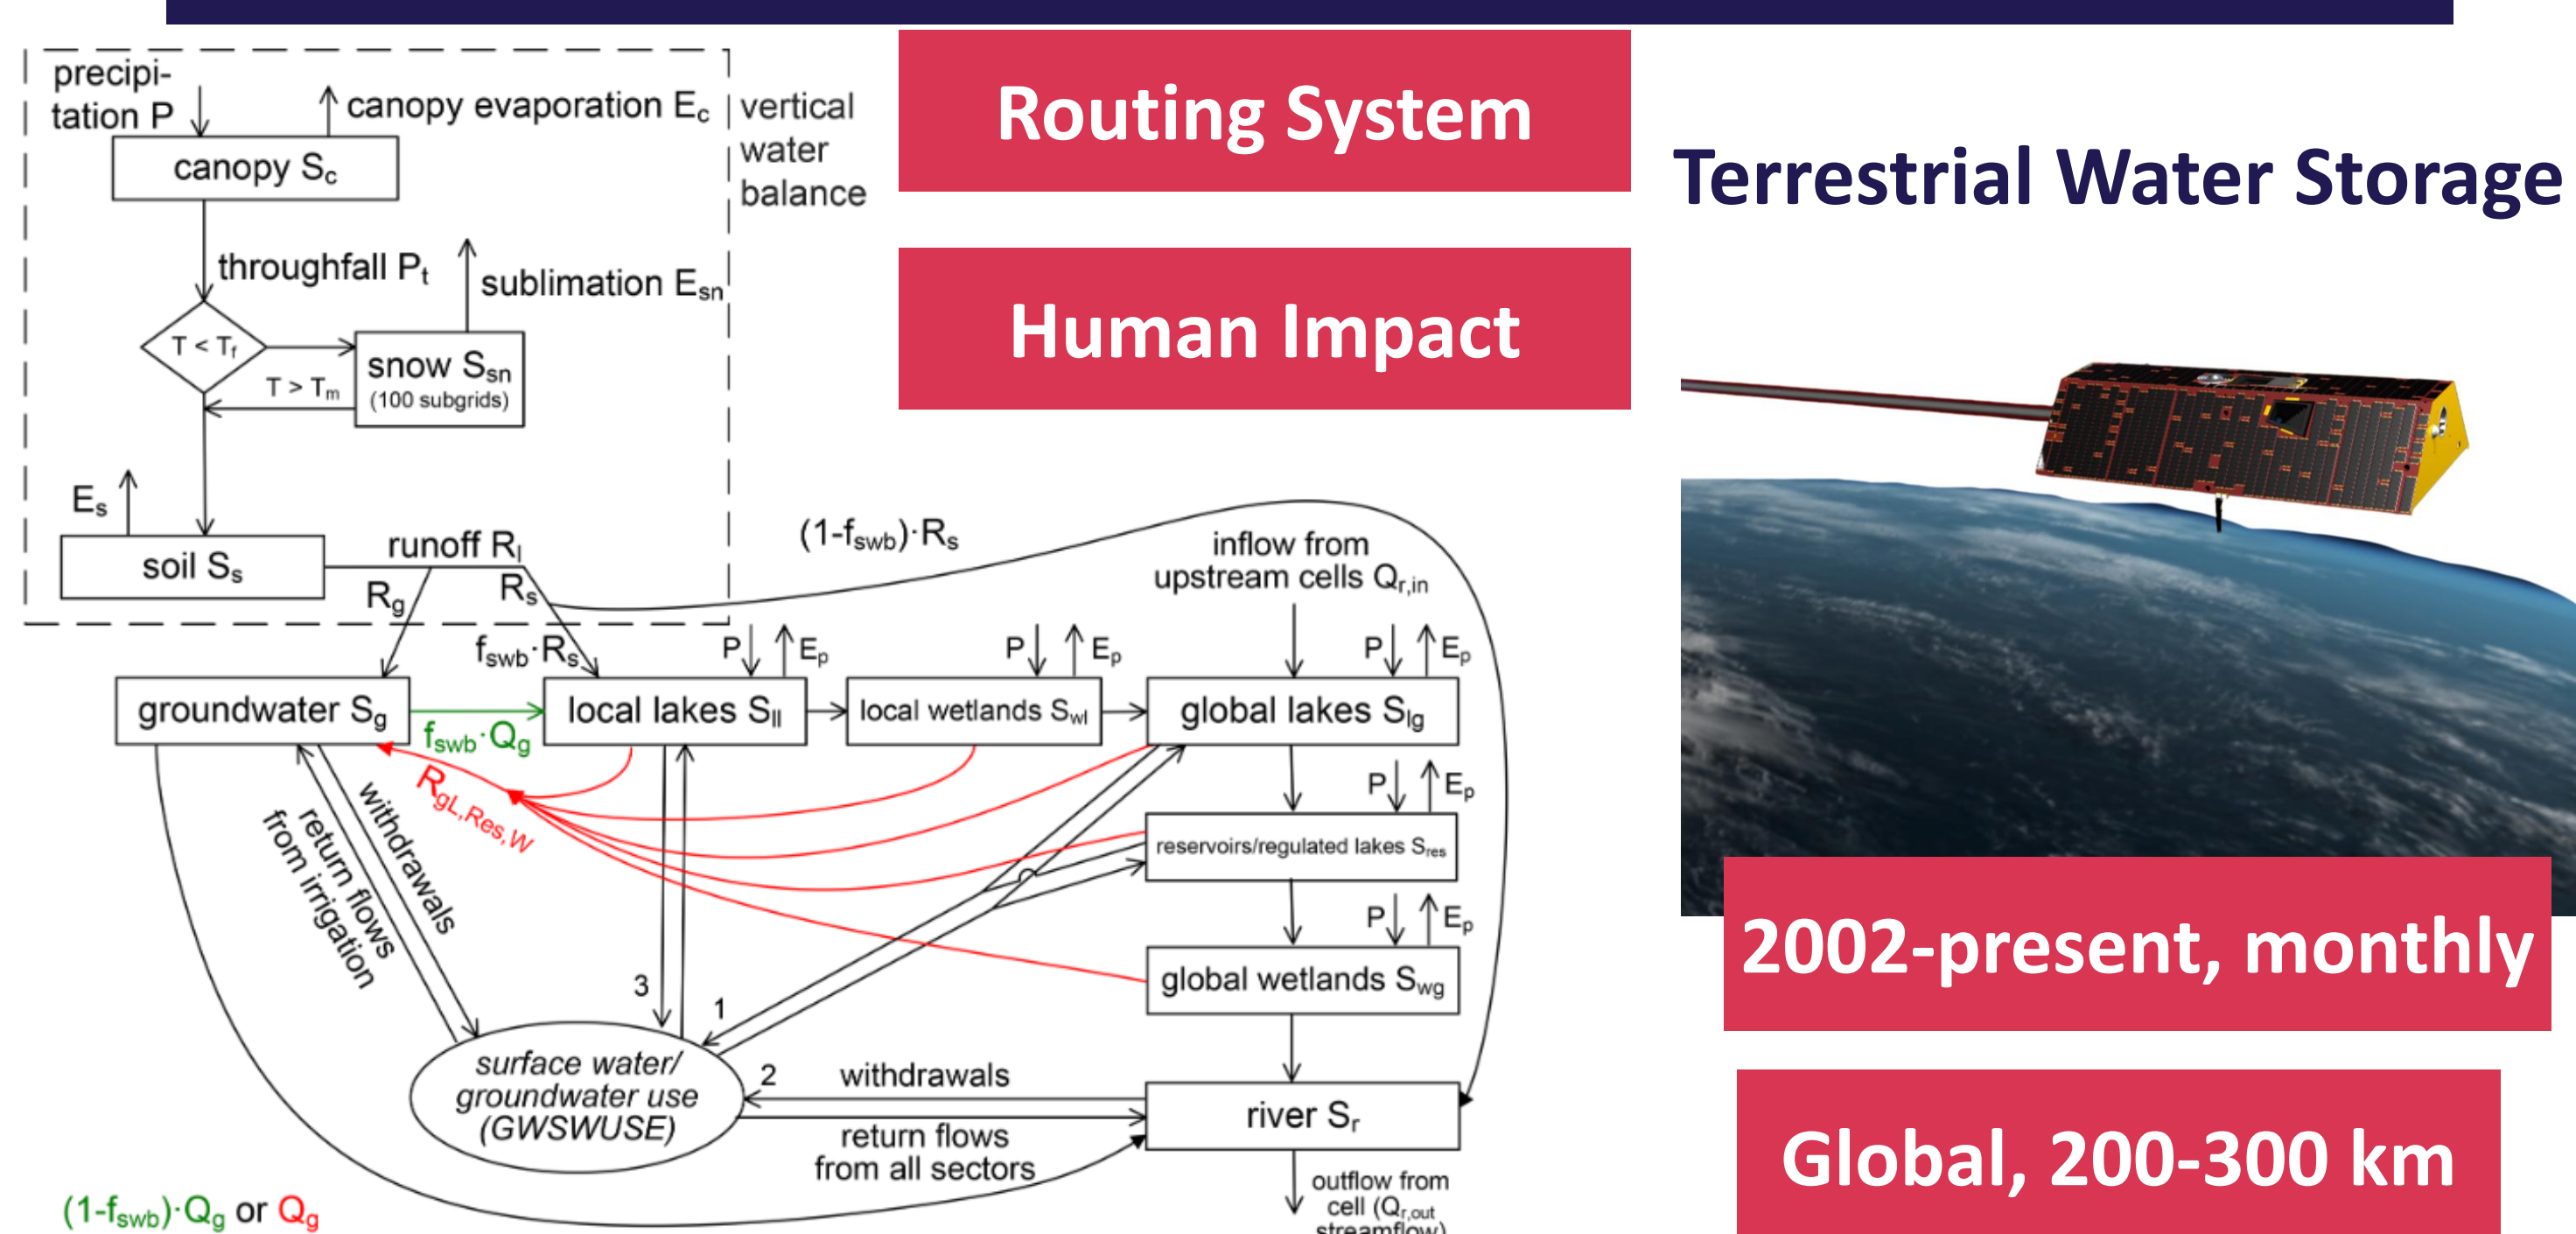 Routing System
Human Impact
Terrestrial Water Storage
2002-present, monthly
Global, 200-300 km
precipi-
tation P
canopy evaporation Ec
vertical
water
balance
canopy Sc
throughfall Pt
sublimation Esn
T < Tf
snow Ssn
(100 subgrids)
T > Tm
Es
soil Ss
runoff Rl
Rg
Rs
(1-fswb)·Rs
inflow from
upstream cells Qr,in
fswb·Rs
P
Ep
P
Ep
P
Ep
groundwater Sg
local lakes Sll
local wetlands Swl
global lakes Slg
fswb·Qg
RgL,Res,W
P
Ep
withdrawals
return flows
from irrigation
reservoirs/regulated lakes Sres
P
Ep
global wetlands Swg
3
1
2
surface water/
groundwater use
(GWSWUSE)
withdrawals
river Sr
return flows
from all sectors
outflow from
cell (Qr,out
streamflow)
(1-fswb)·Qg or Qg